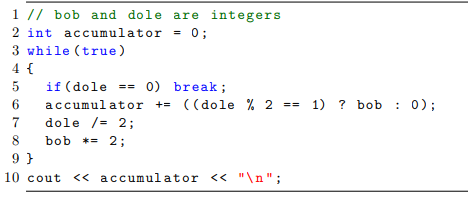 1 // bob and dole are integers
2 int accumulator = 0;
3 while(true)
4 {
5 if(dole == 0) break;
6 accumulator += ((dole % 2 == 1) ? bob : 0);
7 dole /= 2;
8 bob *= 2;
9 }
10 cout << accumulator << "\n";